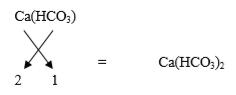 Ca(HCO₃)
= Ca(HCO₃)₂
2 1